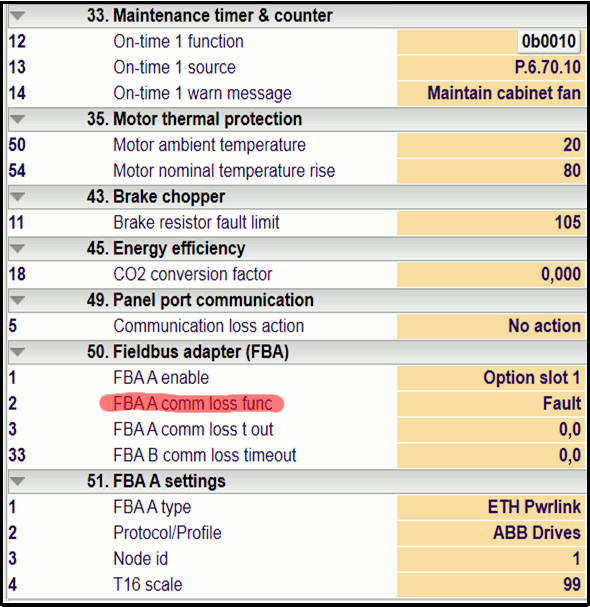 33. Maintenance timer & counter
12 On-time 1 function 0b0010
13 On-time 1 source P.6.70.10
14 On-time 1 warn message Maintain cabinet fan
35. Motor thermal protection
50 Motor ambient temperature 20
54 Motor nominal temperature rise 80
43. Brake chopper
11 Brake resistor fault limit 105
45. Energy efficiency
18 CO2 conversion factor 0,000
49. Panel port communication
5 Communication loss action No action
50. Fieldbus adapter (FBA)
1 FBA A enable Option slot 1
2 FBA A comm loss func Fault
3 FBA A comm loss t out 0,0
33 FBA B comm loss timeout 0,0
51. FBA A settings
1 FBA A type ETH Pwrlink
2 Protocol/Profile ABB Drives
3 Node id 1
4 T16 scale 99